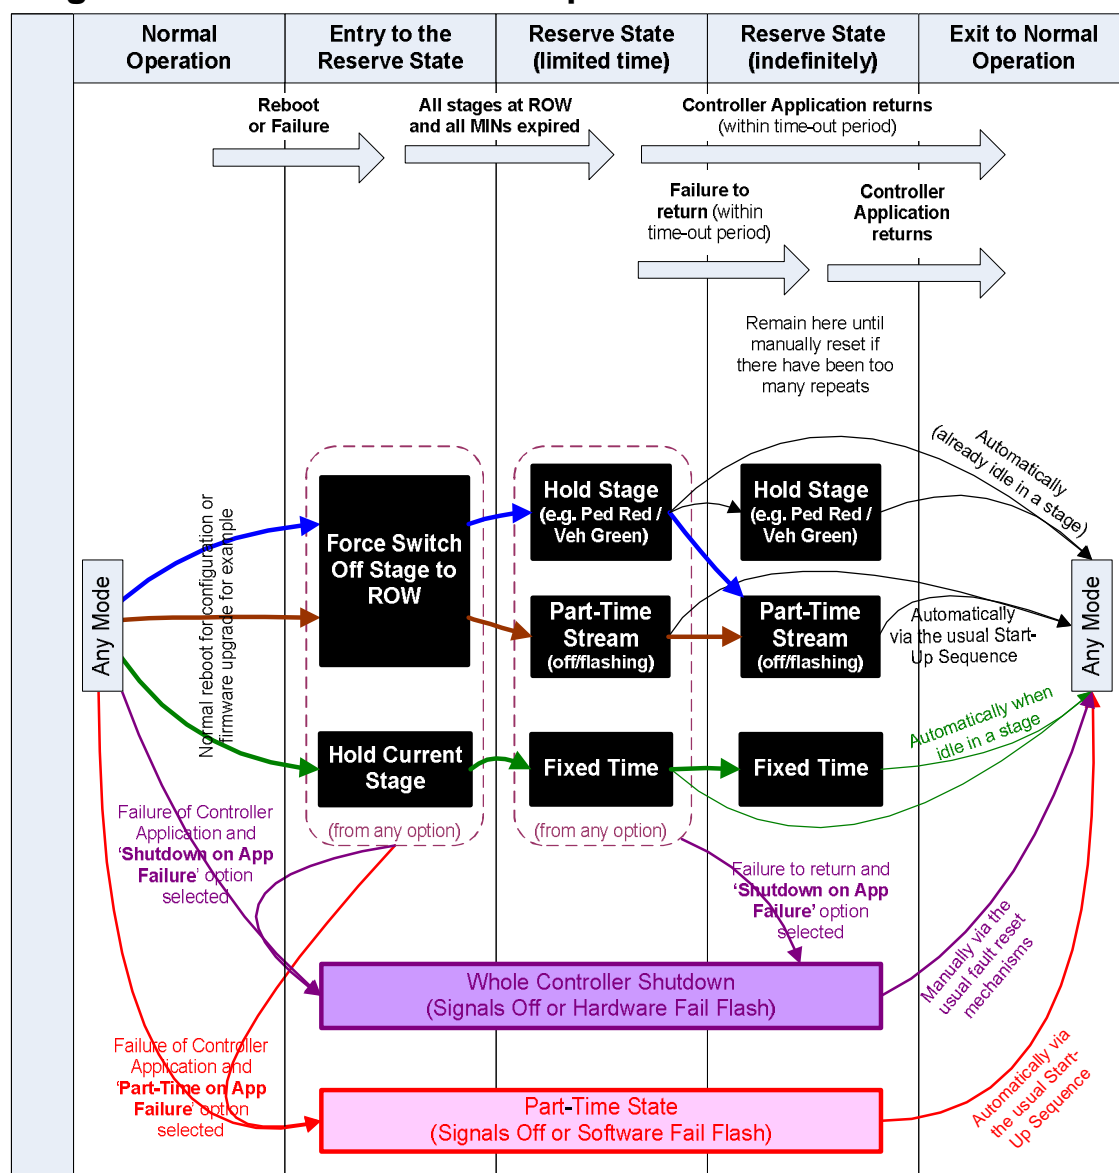 Normal
Operation
Entry to the
Reserve State
Reserve State
(limited time)
Reserve State
(indefinitely)
Exit to Normal
Operation
Reboot
or Failure
All stages at ROW
and all MINs expired
Controller Application returns
(within time-out period)
Failure to
return (within
time-out period)
Controller
Application
returns
Remain here until
manually reset if
there have been too
many repeats
Any Mode
Normal reboot for configuration or
firmware upgrade for example
Force Switch
Off Stage to
ROW
Hold Current
Stage
(from any option)
Hold Stage
(e.g. Ped Red /
Veh Green)
Part-Time
Stream
(off/flashing)
Fixed Time
(from any option)
Hold Stage
(e.g. Ped Red /
Veh Green)
Part-Time
Stream
(off/flashing)
Fixed Time
Automatically
(already idle in a stage)
Automatically
via the usual Start-
Up Sequence
Automatically when
idle in a stage
Any Mode
Failure of Controller
Application and
'Shutdown on App
Failure' option
selected
Failure to return and
'Shutdown on App
Failure' option
selected
Whole Controller Shutdown
(Signals Off or Hardware Fail Flash)
Manually via the
usual fault reset
mechanisms
Failure of Controller
Application and
'Part-Time on App
Failure' option
selected
Part-Time State
(Signals Off or Software Fail Flash)
Automatically via
the usual Start-
Up Sequence